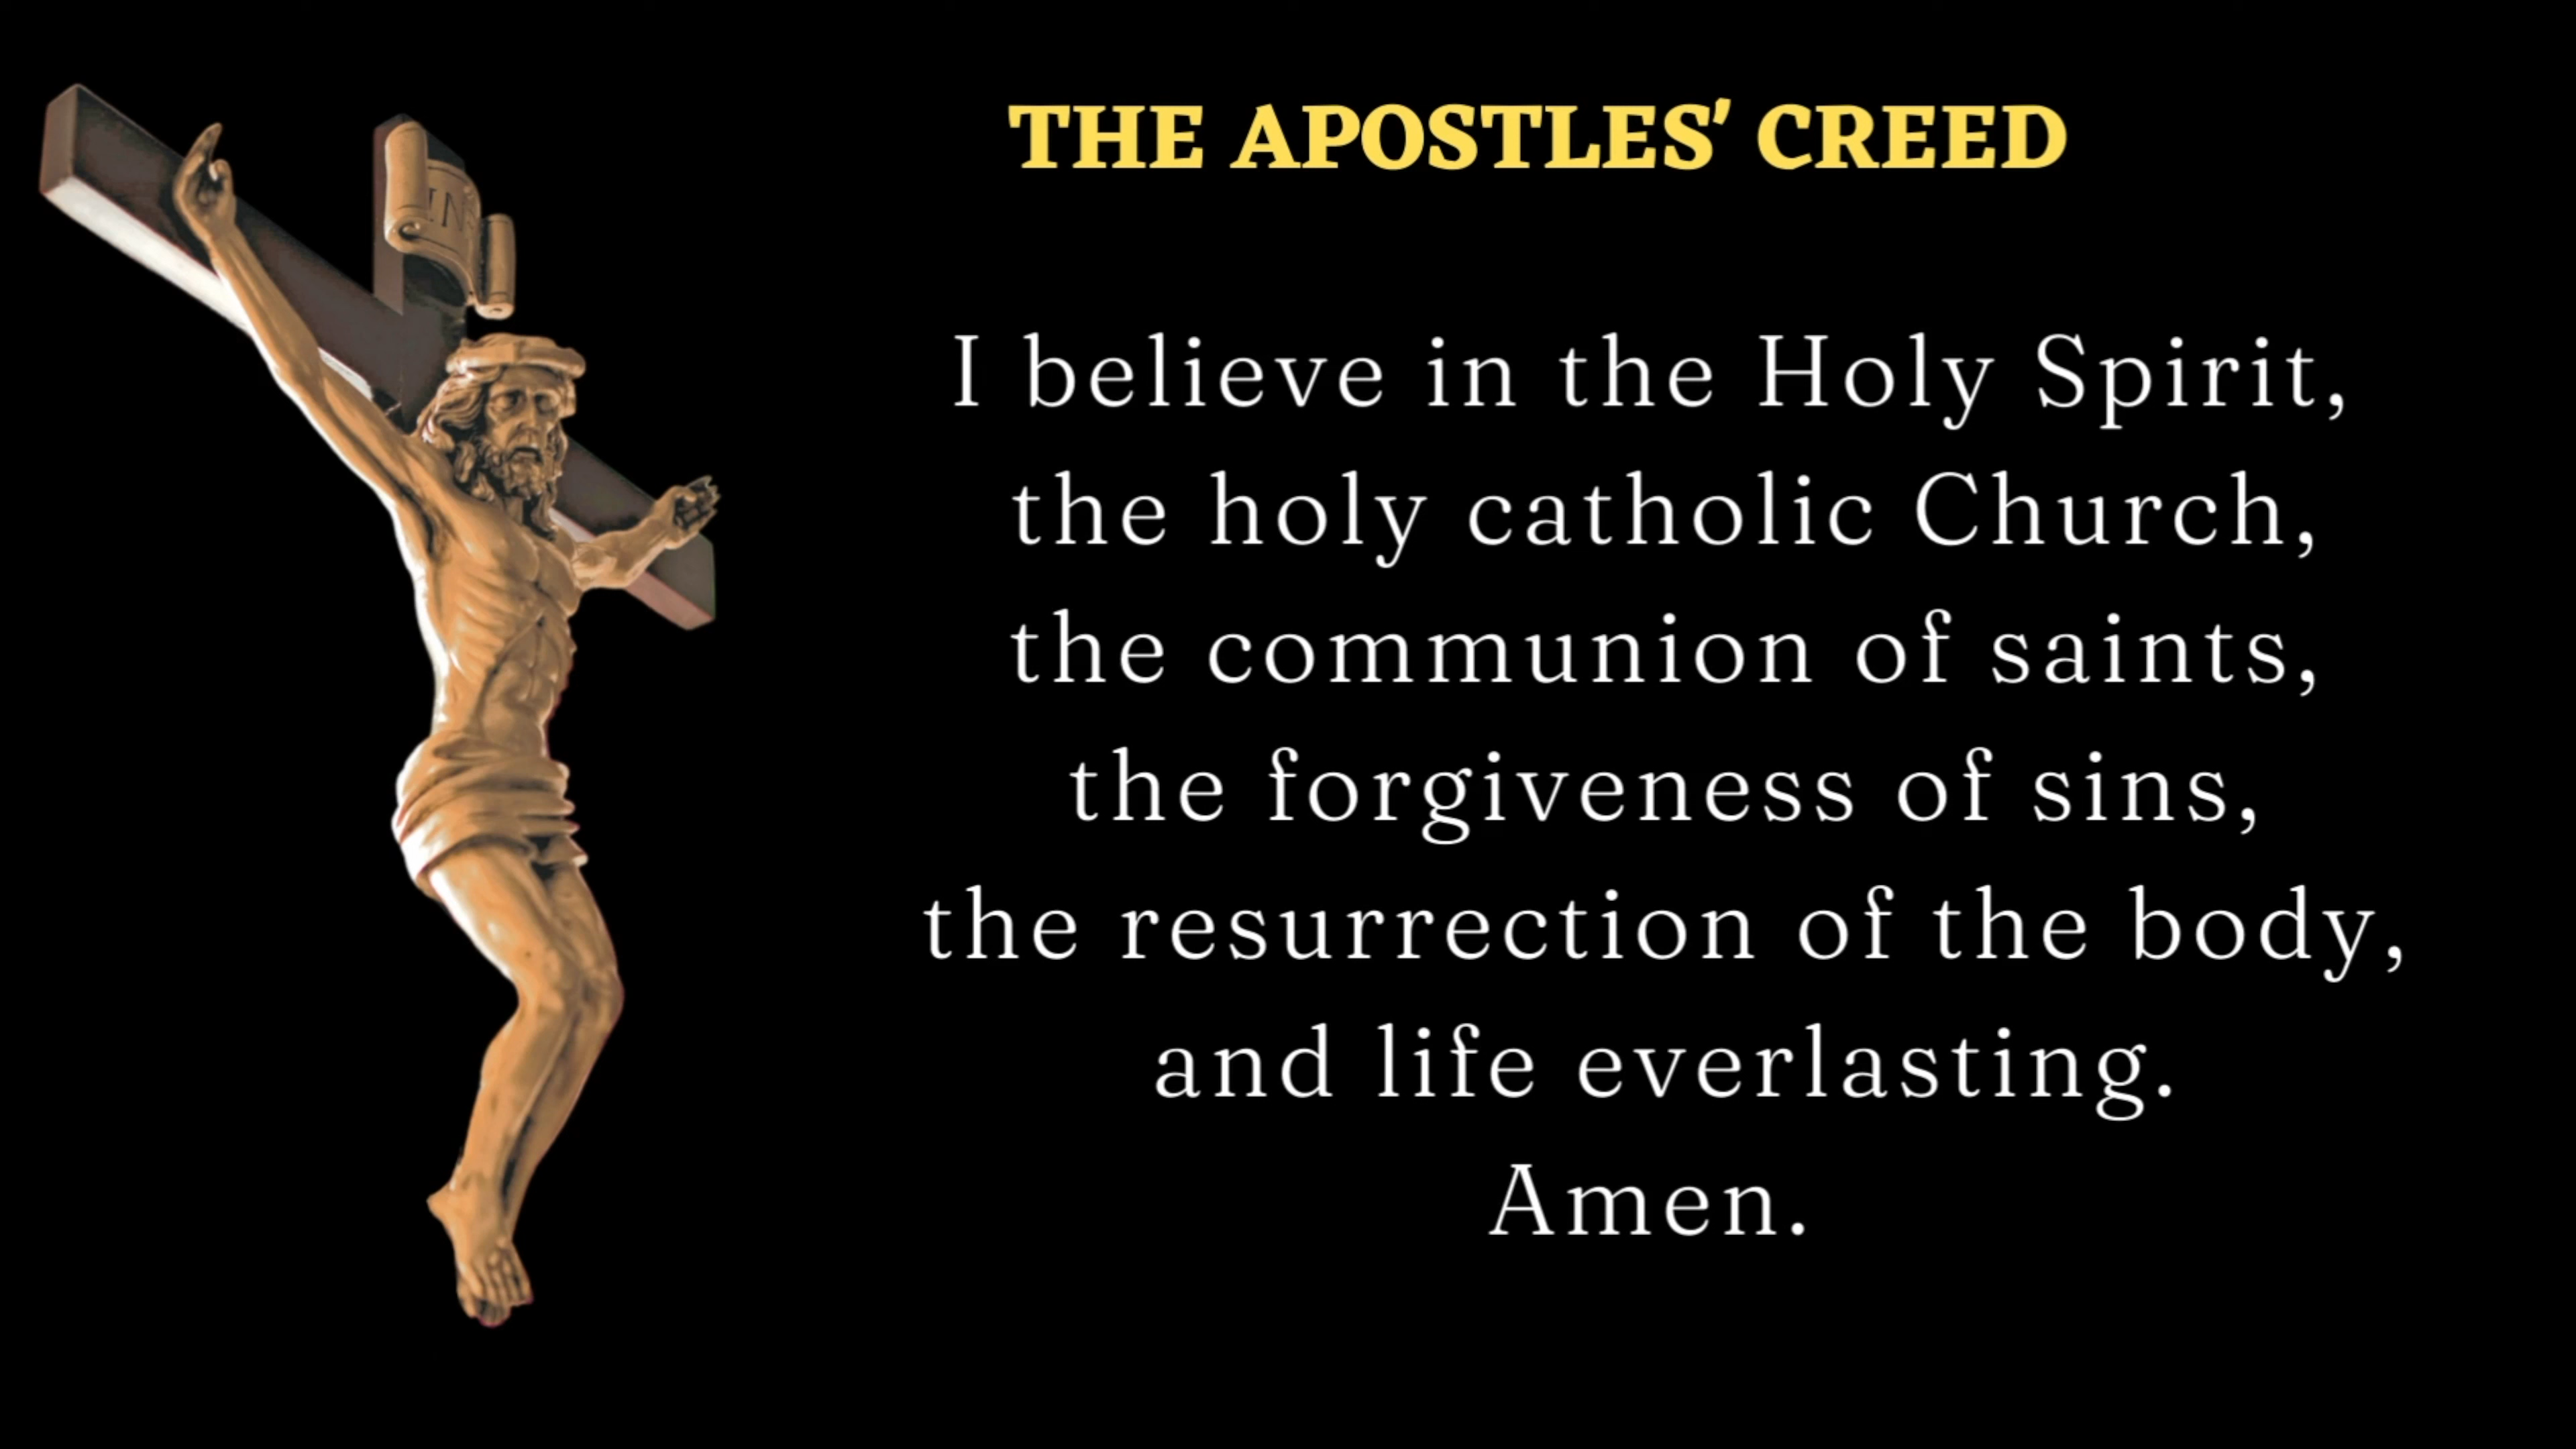 THE APOSTLES' CREED
I believe in the Holy Spirit,
the holy catholic Church,
the communion of saints,
the forgiveness of sins,
the resurrection of the body,
and life everlasting.
Amen.